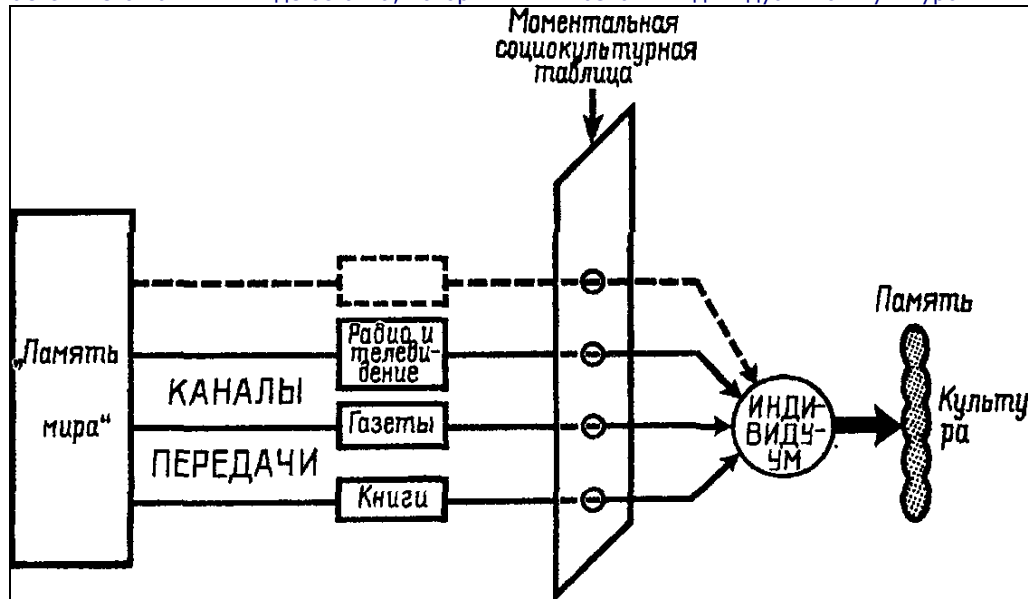 Моментальная
социокультурная
таблица
„Память
мира“
КАНАЛЫ
ПЕРЕДАЧИ
Радио и
телеви-
дение
Газеты
Книги
ИНДИ-
ВИДУ-
УМ
Память
Культу
ра